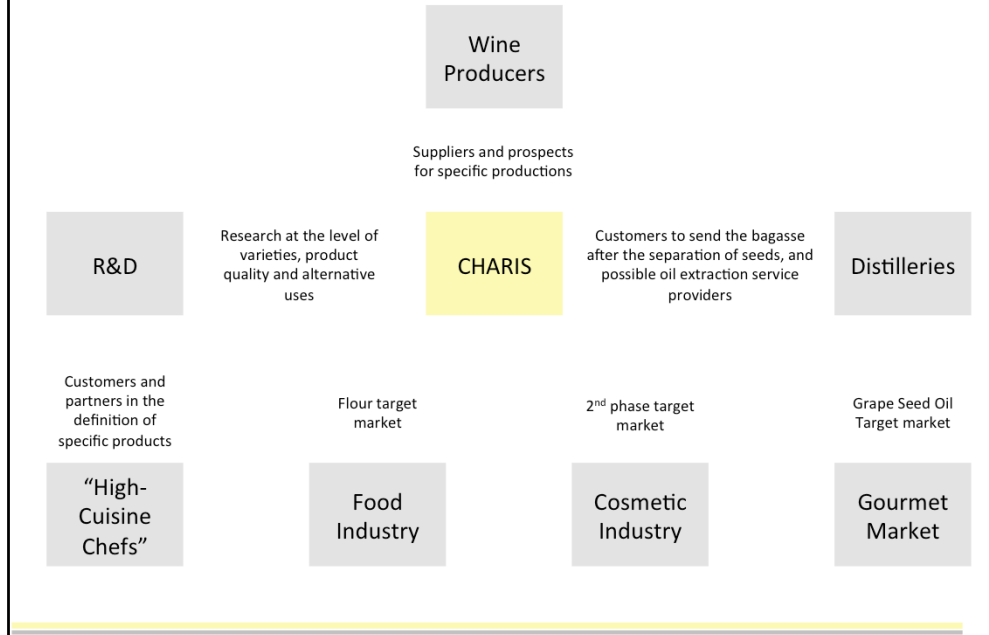 Wine
Producers
Suppliers and prospects
for specific productions
R&D
Research at the level of
varieties, product
quality and alternative
uses
CHARIS
Customers to send the bagasse
after the separation of seeds, and
possible oil extraction service
providers
Distilleries
Customers and
partners in the
definition of
specific products
Flour target
market
2nd phase target
market
Grape Seed Oil
Target market
“High-
Cuisine
Chefs”
Food
Industry
Cosmetic
Industry
Gourmet
Market